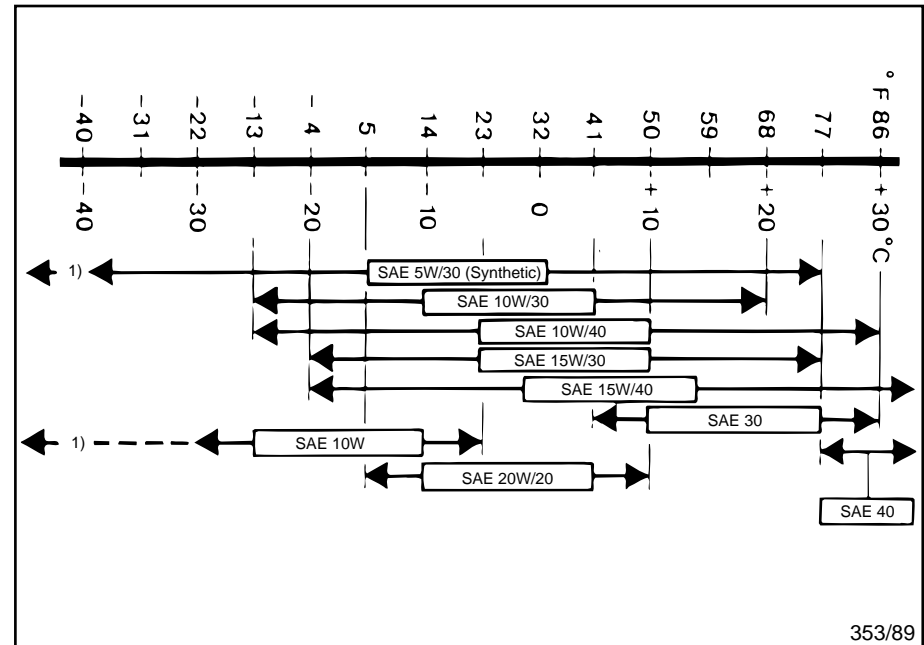 -40 -31 -22 -13 -4 5 14 23 32 41 50 59 68 77 °F 86
-40 -30 -20 -10 0 +10 +20 +30 °C
1) SAE 5W/30 (Synthetic)
SAE 10W/30
SAE 10W/40
SAE 15W/30
SAE 15W/40
SAE 30
1) SAE 10W
SAE 20W/20
SAE 40
353/89